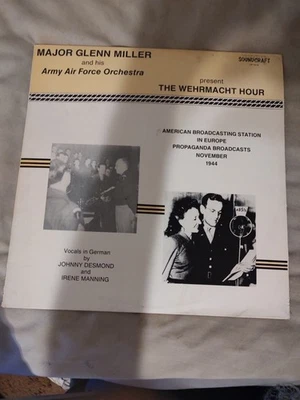 SOUNDCRAFT
MAJOR GLENN MILLER
and his
Army Air Force Orchestra
present
THE WEHRMACHT HOUR
AMERICAN BROADCASTING STATION
IN EUROPE
PROPAGANDA BROADCASTS
NOVEMBER
1944
Vocals in German
by
JOHNNY DESMOND
and
IRENE MANNING